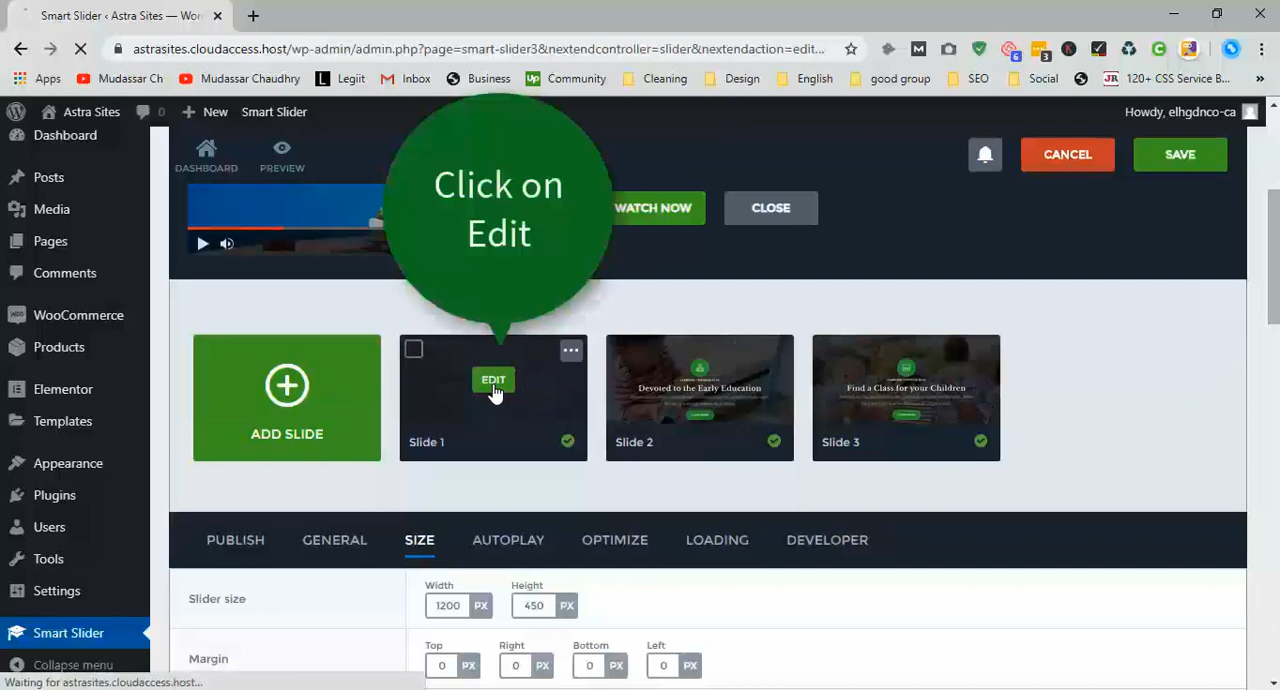 Smart Slider ‹ Astra Sites — Wor
astrasites.cloudaccess.host/wp-admin/admin.php?page=smart-slider3&nextendcontroller=slider&nextendaction=edit...
Apps Mudassar Ch Mudassar Chaudhry Legiit Inbox Business Community Cleaning Design English good group SEO Social 120+ CSS Service B... »
Astra Sites 0 New Smart Slider Howdy, elhgdnco-ca
Dashboard
Posts
Media
Pages
Comments
WooCommerce
Products
Elementor
Templates
Appearance
Plugins
Users
Tools
Settings
Smart Slider
Collapse menu
DASHBOARD PREVIEW CANCEL SAVE
WATCH NOW CLOSE
Click on
Edit
ADD SLIDE
EDIT
Slide 1
Devoted to the Early Education
Slide 2
Find a Class for your Children
Slide 3
PUBLISH GENERAL SIZE AUTOPLAY OPTIMIZE LOADING DEVELOPER
Slider size
Width Height
1200 PX 450 PX
Margin
Top Right Bottom Left
0 PX 0 PX 0 PX 0 PX
Waiting for astrasites.cloudaccess.host...